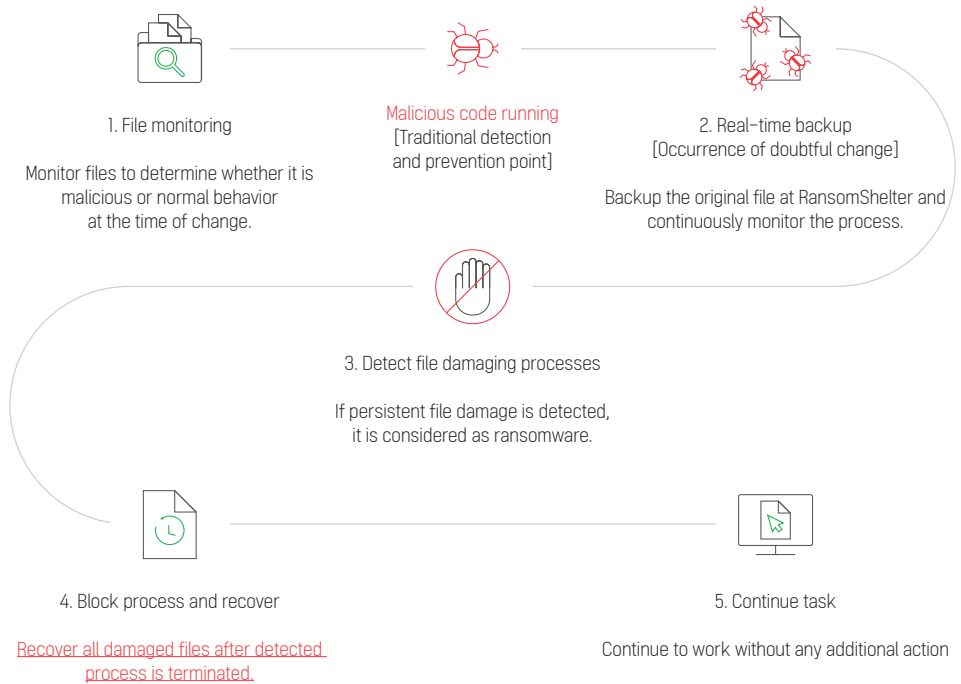 1. File monitoring
Monitor files to determine whether it is
malicious or normal behavior
at the time of change.
Malicious code running
[Traditional detection
and prevention point]
2. Real-time backup
[Occurrence of doubtful change]
Backup the original file at RansomShelter and
continuously monitor the process.
3. Detect file damaging processes
If persistent file damage is detected,
it is considered as ransomware.
4. Block process and recover
Recover all damaged files after detected
process is terminated.
5. Continue task
Continue to work without any additional action